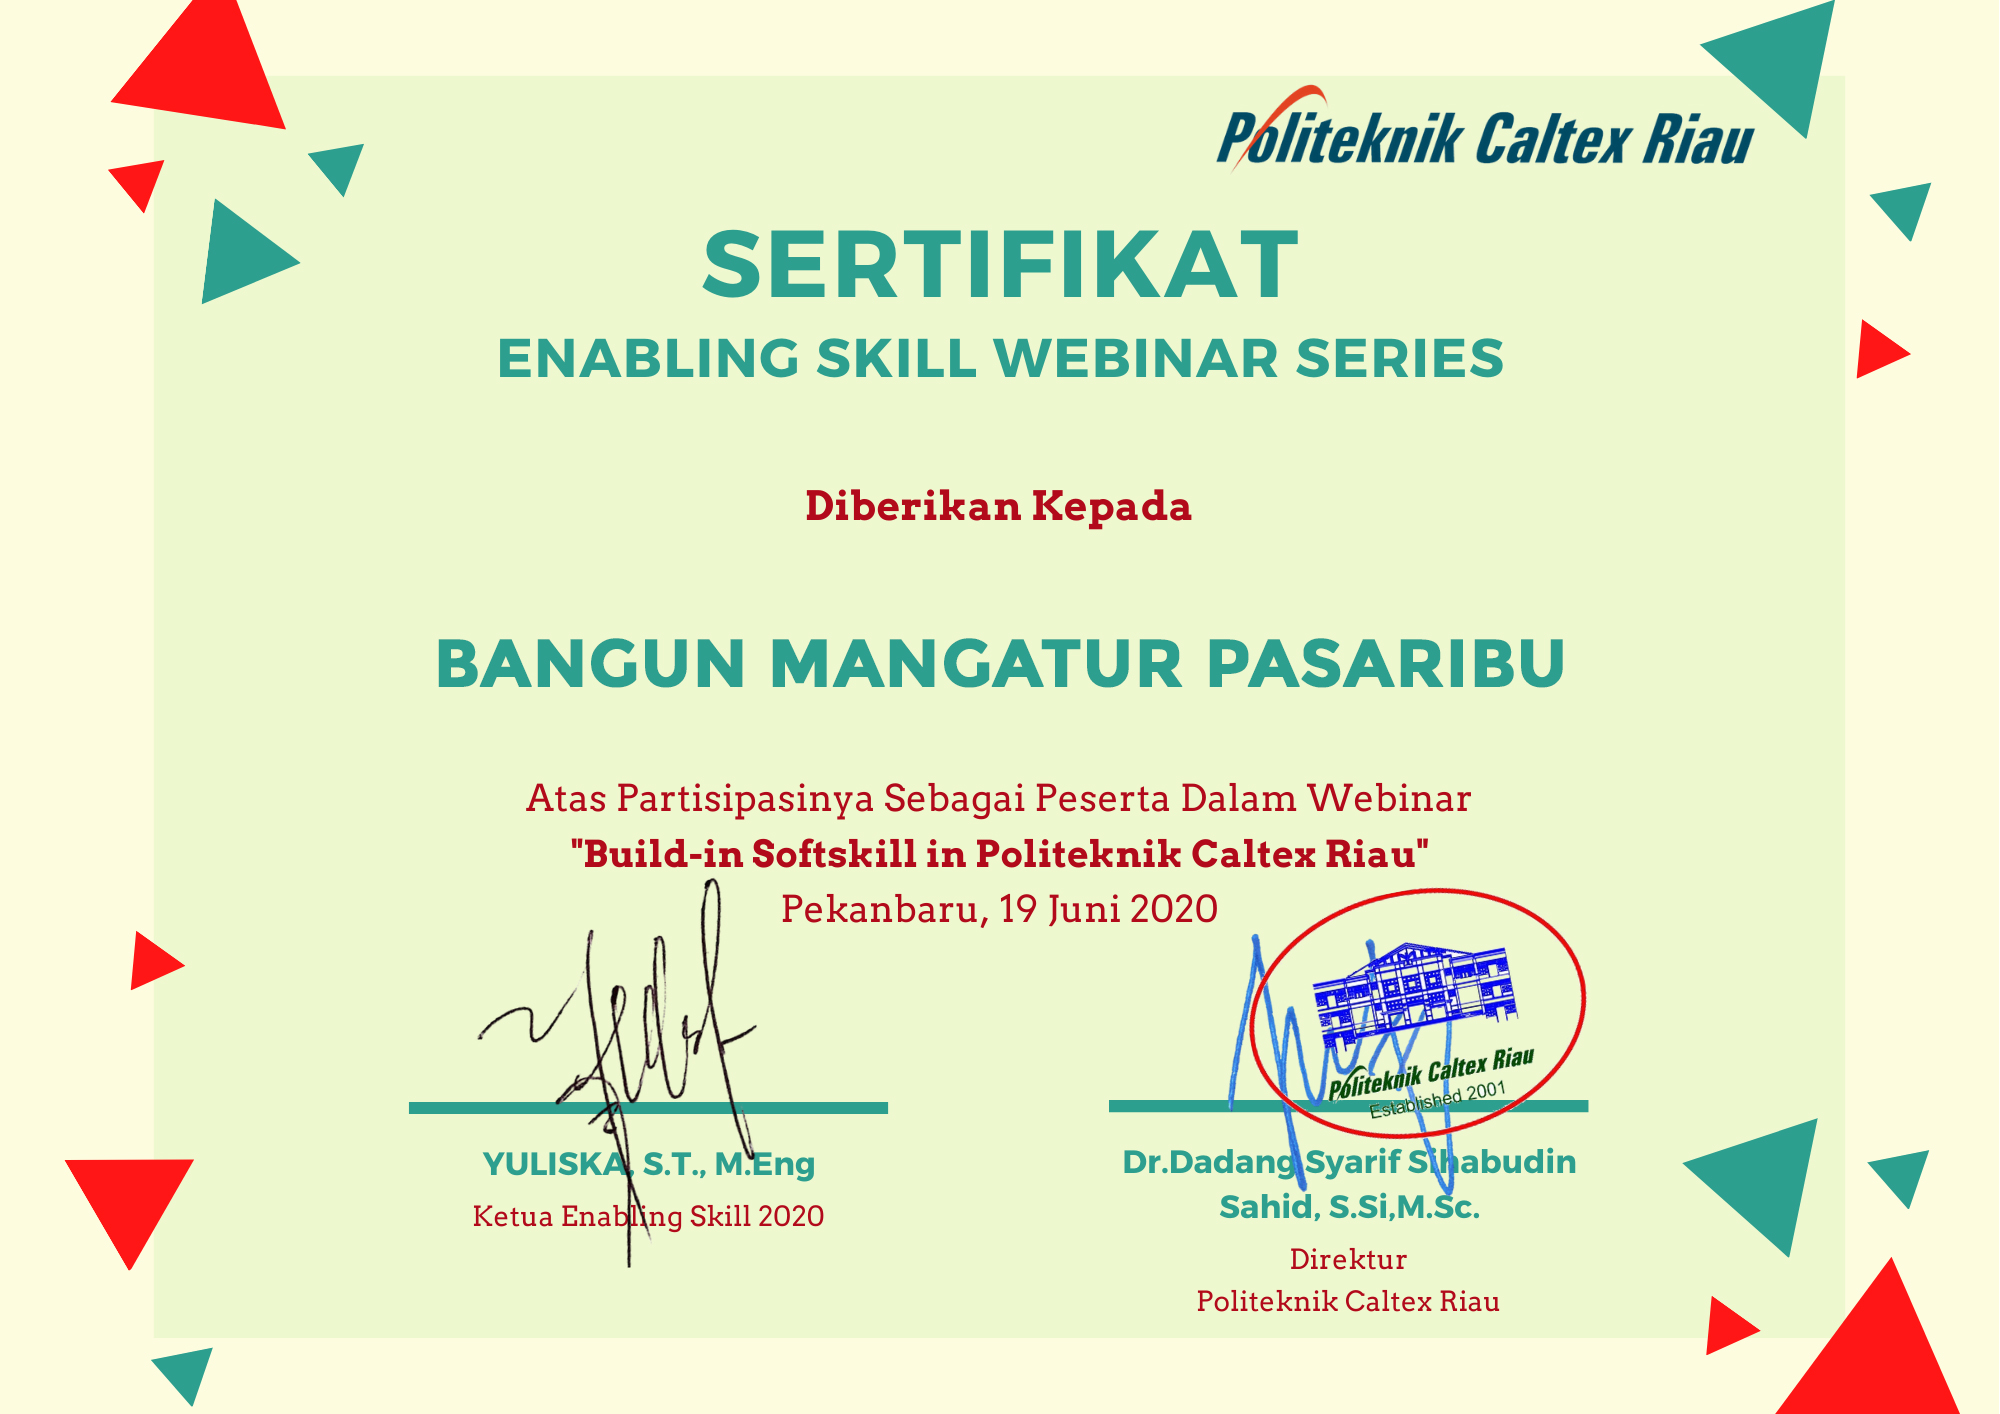 Politeknik Caltex Riau
SERTIFIKAT
ENABLING SKILL WEBINAR SERIES
Diberikan Kepada
BANGUN MANGATUR PASARIBU
Atas Partisipasinya Sebagai Peserta Dalam Webinar
"Build-in Softskill in Politeknik Caltex Riau"
Pekanbaru, 19 Juni 2020
Politeknik Caltex Riau
Established 2001
YULISKA, S.T., M.Eng
Ketua Enabling Skill 2020
Dr.Dadang Syarif Sihabudin
Sahid, S.Si,M.Sc.
Direktur
Politeknik Caltex Riau